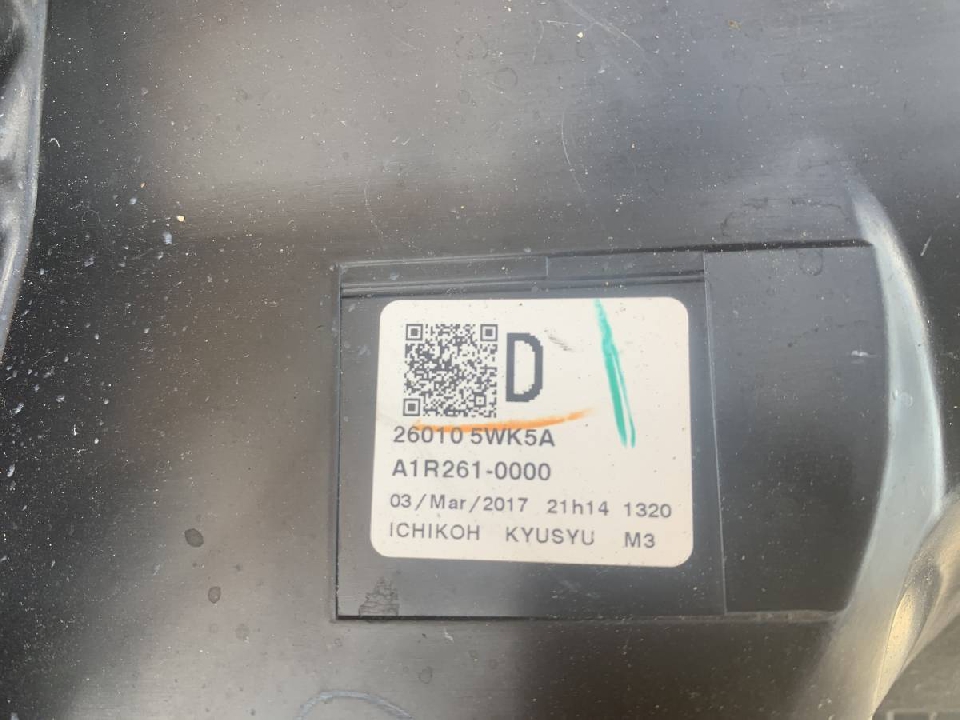 D
26010 5WK5A
A1R261-0000
03/Mar/2017 21h14 1320
ICHIKOH KYUSYU M3